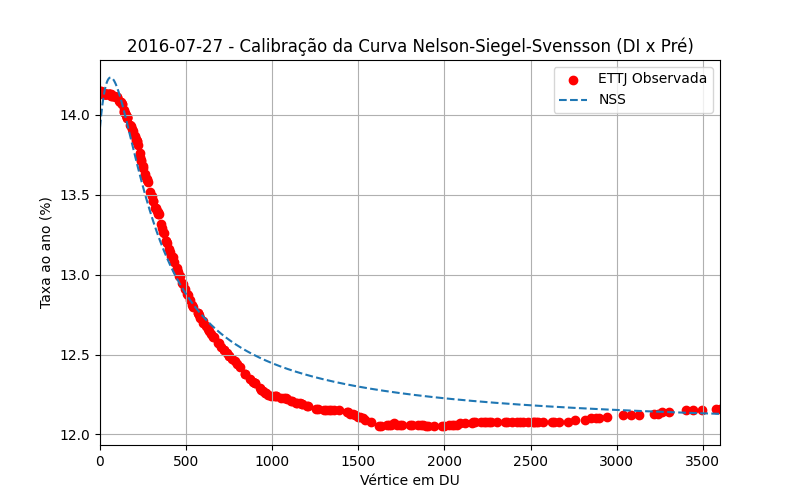 2016-07-27 - Calibração da Curva Nelson-Siegel-Svensson (DI x Pré)
ETTJ Observada
NSS
Taxa ao ano (%)
14.0
13.5
13.0
12.5
12.0
0 500 1000 1500 2000 2500 3000 3500
Vértice em DU